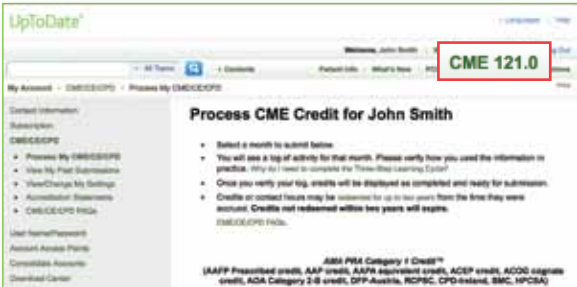 UpToDate®
Language Help
Welcome, John Smith Log Out
CME 121.0
All Topics Contents Patient Info What's New
My Account CME/CE/CPD Process My CME/CE/CPD Print
Contact Information
Subscription
CME/CE/CPD
• Process My CME/CE/CPD
• View My Past Submissions
• View/Change My Settings
• Accreditation Statements
• CME/CE/CPD FAQs
User Name/Password
Account Access Points
Consolidate Accounts
Download Center
Process CME Credit for John Smith
• Select a month to submit below.
• You will see a log of activity for that month. Please verify how you used the information in
practice. Why do I need to complete the Three-Step Learning Cycle?
• Once you verify your log, credits will be displayed as completed and ready for submission.
• Credits or contact hours may be redeemed for up to two years from the time they were
accrued. Credits not redeemed within two years will expire.
CME/CE/CPD FAQs.
AMA PRA Category 1 Credit™
(AAFP Prescribed credit, AAP credit, AAPA equivalent credit, ACEP credit, ACOG cognate
credit, AOA Category 2-B credit, DFP-Austria, RCPSC, CPD-Ireland, SMC, HPCSA)